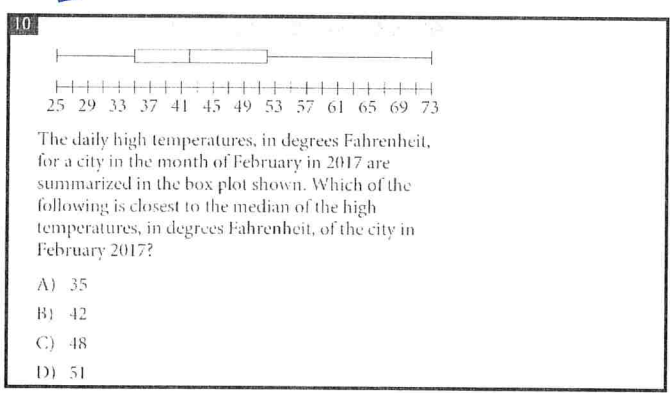 10
25 29 33 37 41 45 49 53 57 61 65 69 73
The daily high temperatures, in degrees Fahrenheit,
for a city in the month of February in 2017 are
summarized in the box plot shown. Which of the
following is closest to the median of the high
temperatures, in degrees Fahrenheit, of the city in
February 2017?
A) 35
B) 42
C) 48
D) 51